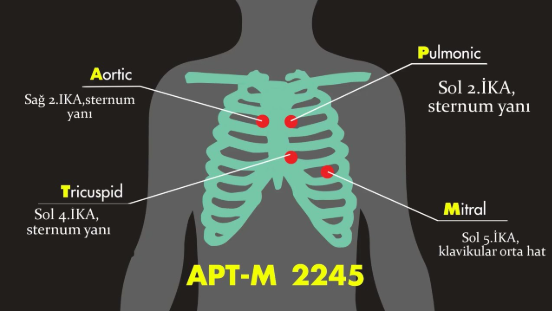 Aortic
Sağ 2.IKA,sternum
yanı
Pulmonic
Sol 2.İKA,
sternum yanı
Tricuspid
Sol 4.İKA,
sternum yanı
Mitral
Sol 5.İKA,
klavikular orta hat
APT-M 2245